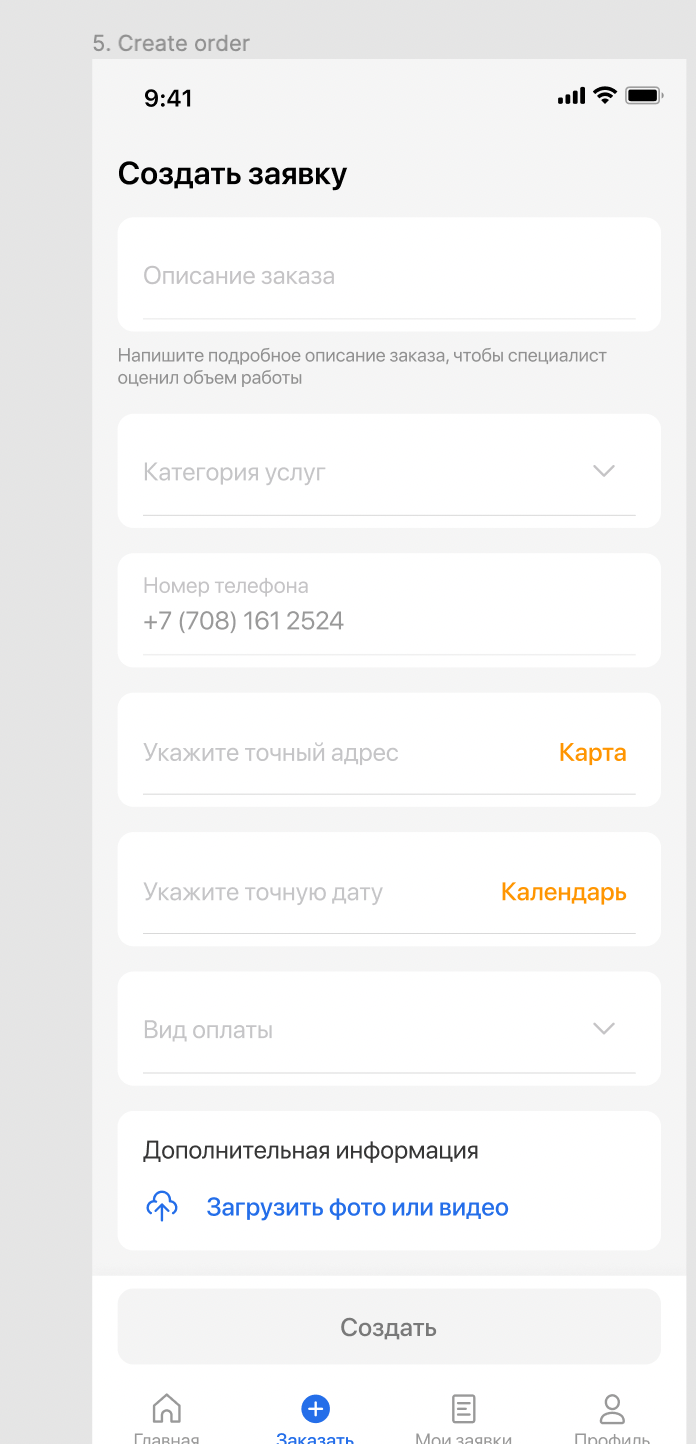 5. Create order
9:41
Создать заявку
Описание заказа
Напишите подробное описание заказа, чтобы специалист
оценил объем работы
Категория услуг
Номер телефона
+7 (708) 161 2524
Укажите точный адрес
Карта
Укажите точную дату
Календарь
Вид оплаты
Дополнительная информация
Загрузить фото или видео
Создать
Главная
Заказать
Мои заявки
Профиль